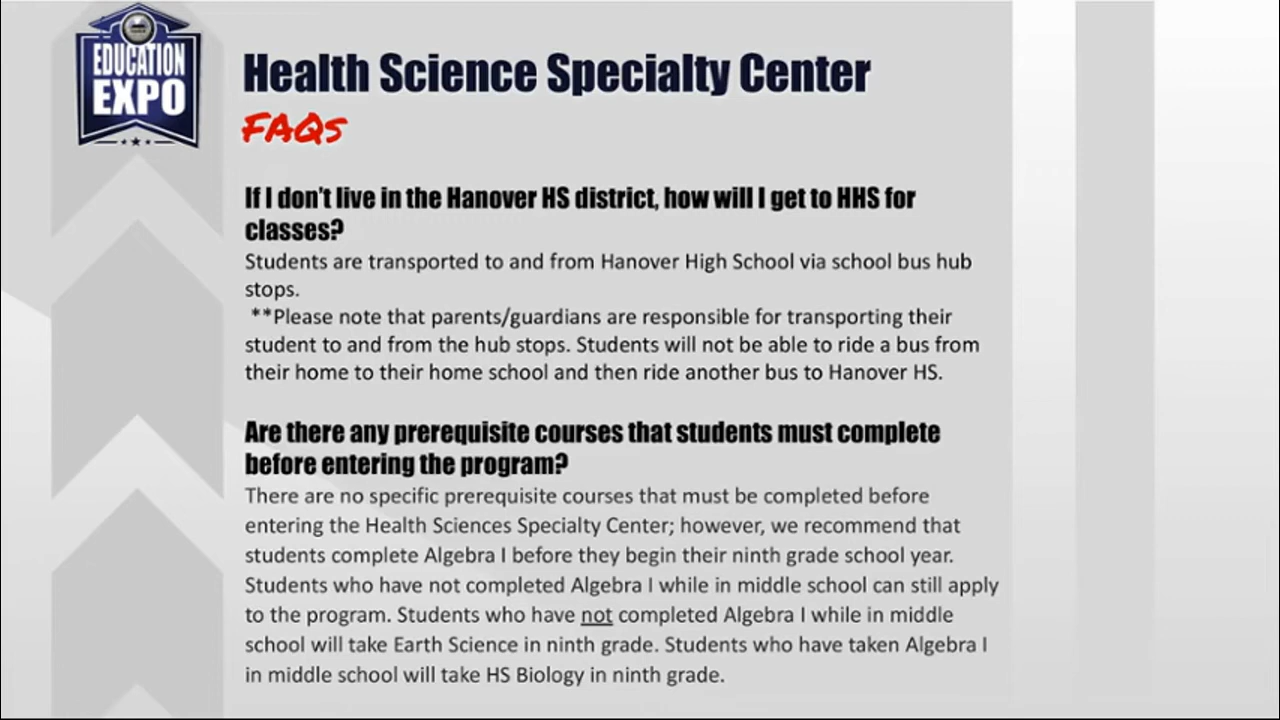 EDUCATION
EXPO
Health Science Specialty Center
FAQs
If I don't live in the Hanover HS district, how will I get to HHS for
classes?
Students are transported to and from Hanover High School via school bus hub
stops.
**Please note that parents/guardians are responsible for transporting their
student to and from the hub stops. Students will not be able to ride a bus from
their home to their home school and then ride another bus to Hanover HS.
Are there any prerequisite courses that students must complete
before entering the program?
There are no specific prerequisite courses that must be completed before
entering the Health Sciences Specialty Center; however, we recommend that
students complete Algebra I before they begin their ninth grade school year.
Students who have not completed Algebra I while in middle school can still apply
to the program. Students who have not completed Algebra I while in middle
school will take Earth Science in ninth grade. Students who have taken Algebra I
in middle school will take HS Biology in ninth grade.